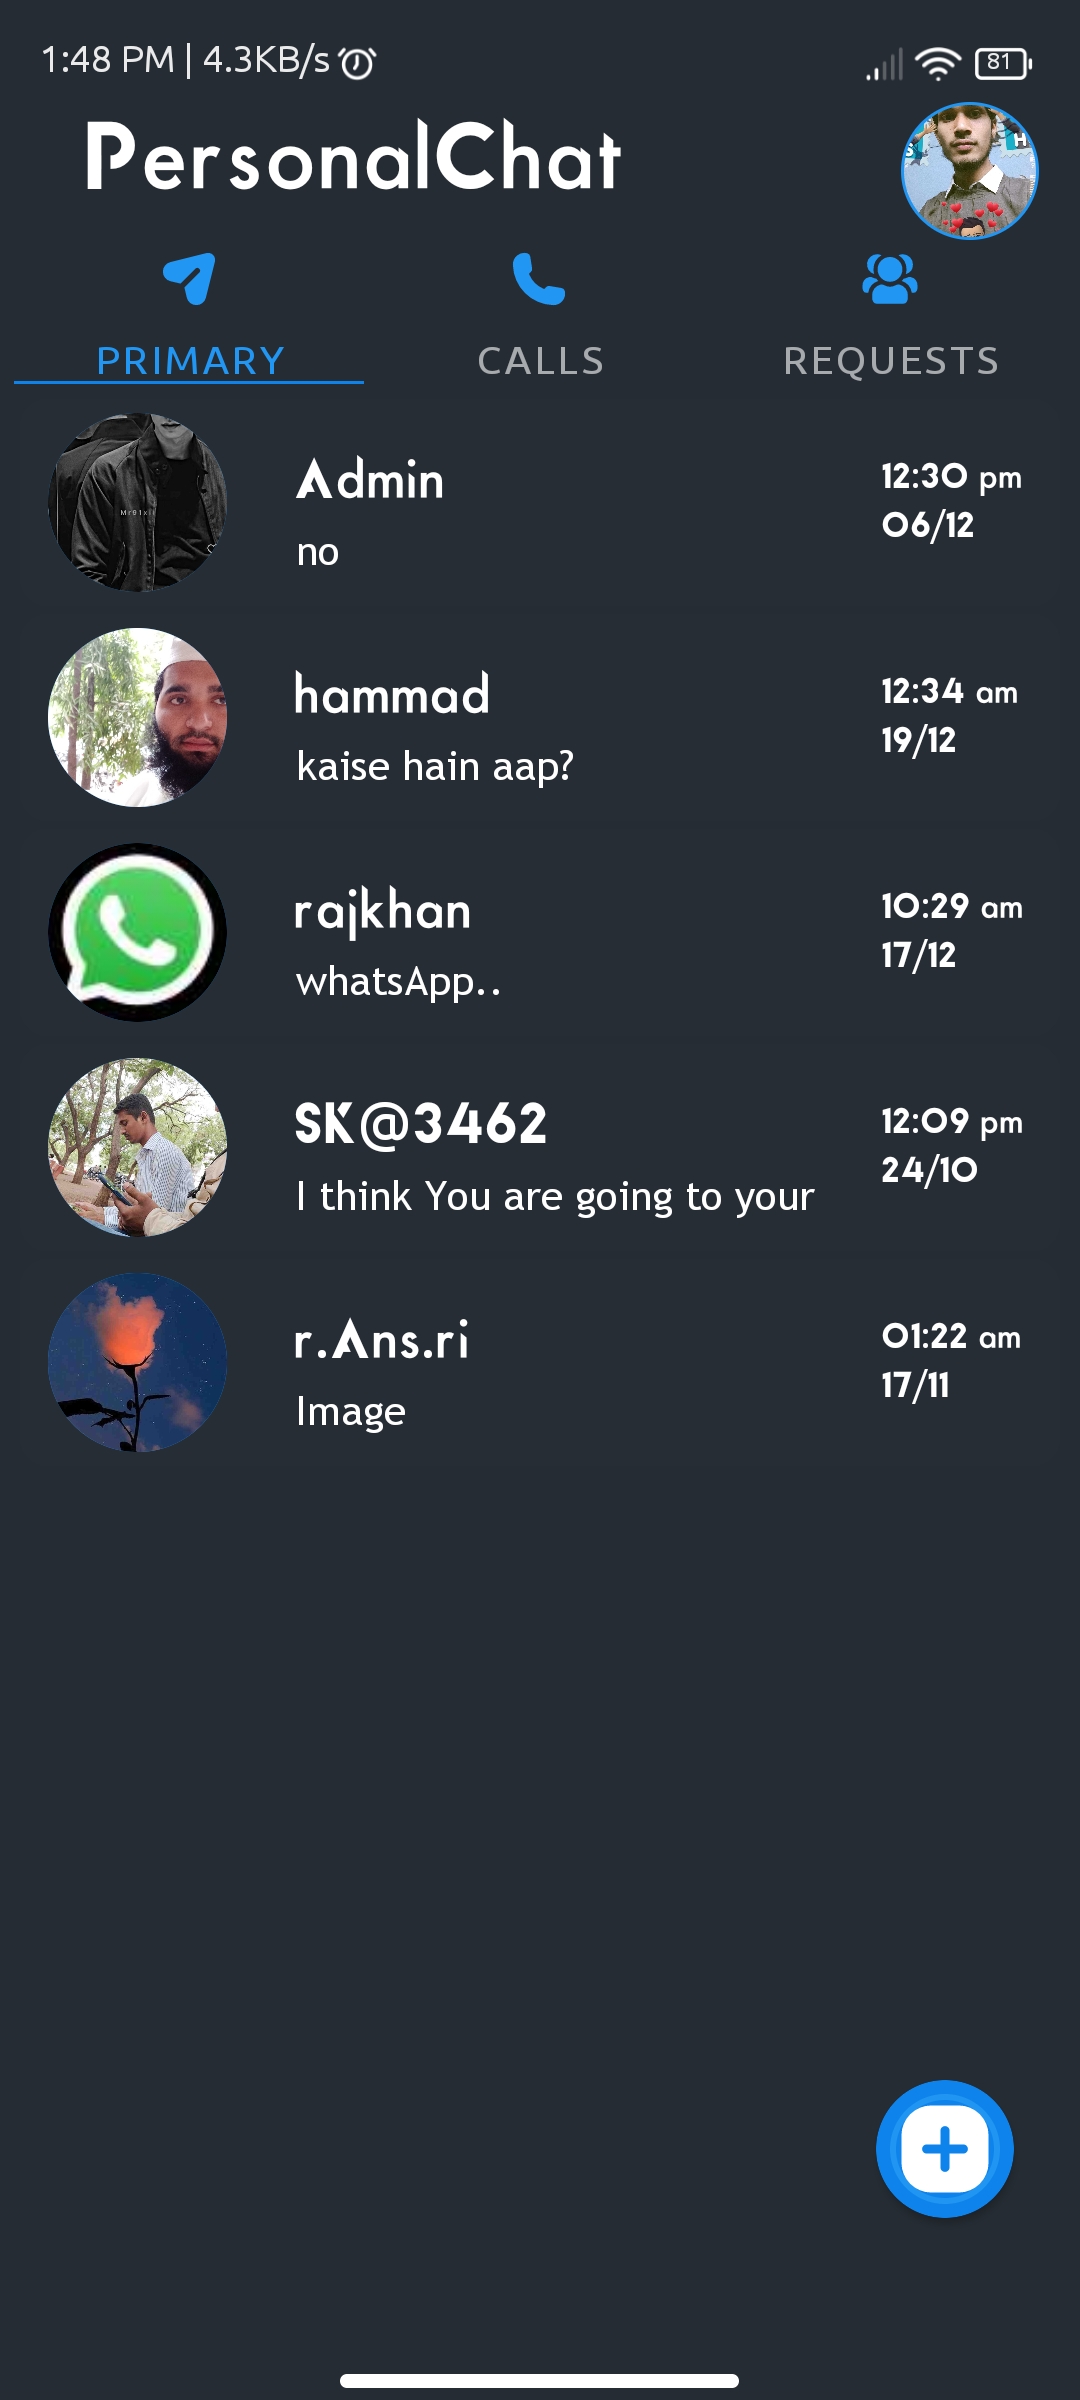 1:48 PM | 4.3KB/s
81
PersonalChat
PRIMARY
CALLS
REQUESTS
Admin
12:30 pm
no
06/12
hammad
12:34 am
kaise hain aap?
19/12
rajkhan
10:29 am
whatsApp..
17/12
SK@3462
12:09 pm
I think You are going to your
24/10
r.Ans.ri
01:22 am
Image
17/11